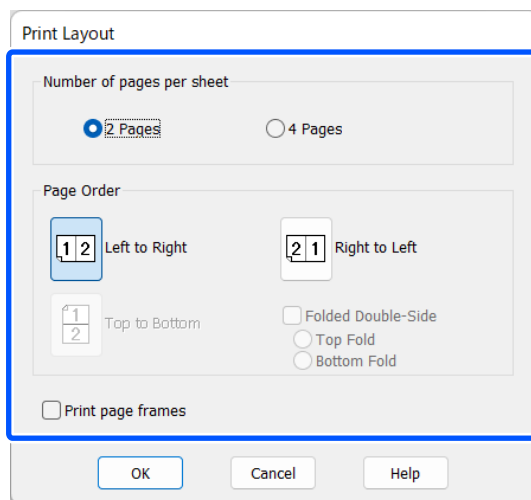 Print Layout
Number of pages per sheet
2 Pages 4 Pages
Page Order
1 2 Left to Right 2 1 Right to Left
1
2 Top to Bottom
Folded Double-Side
Top Fold
Bottom Fold
Print page frames
OK Cancel Help